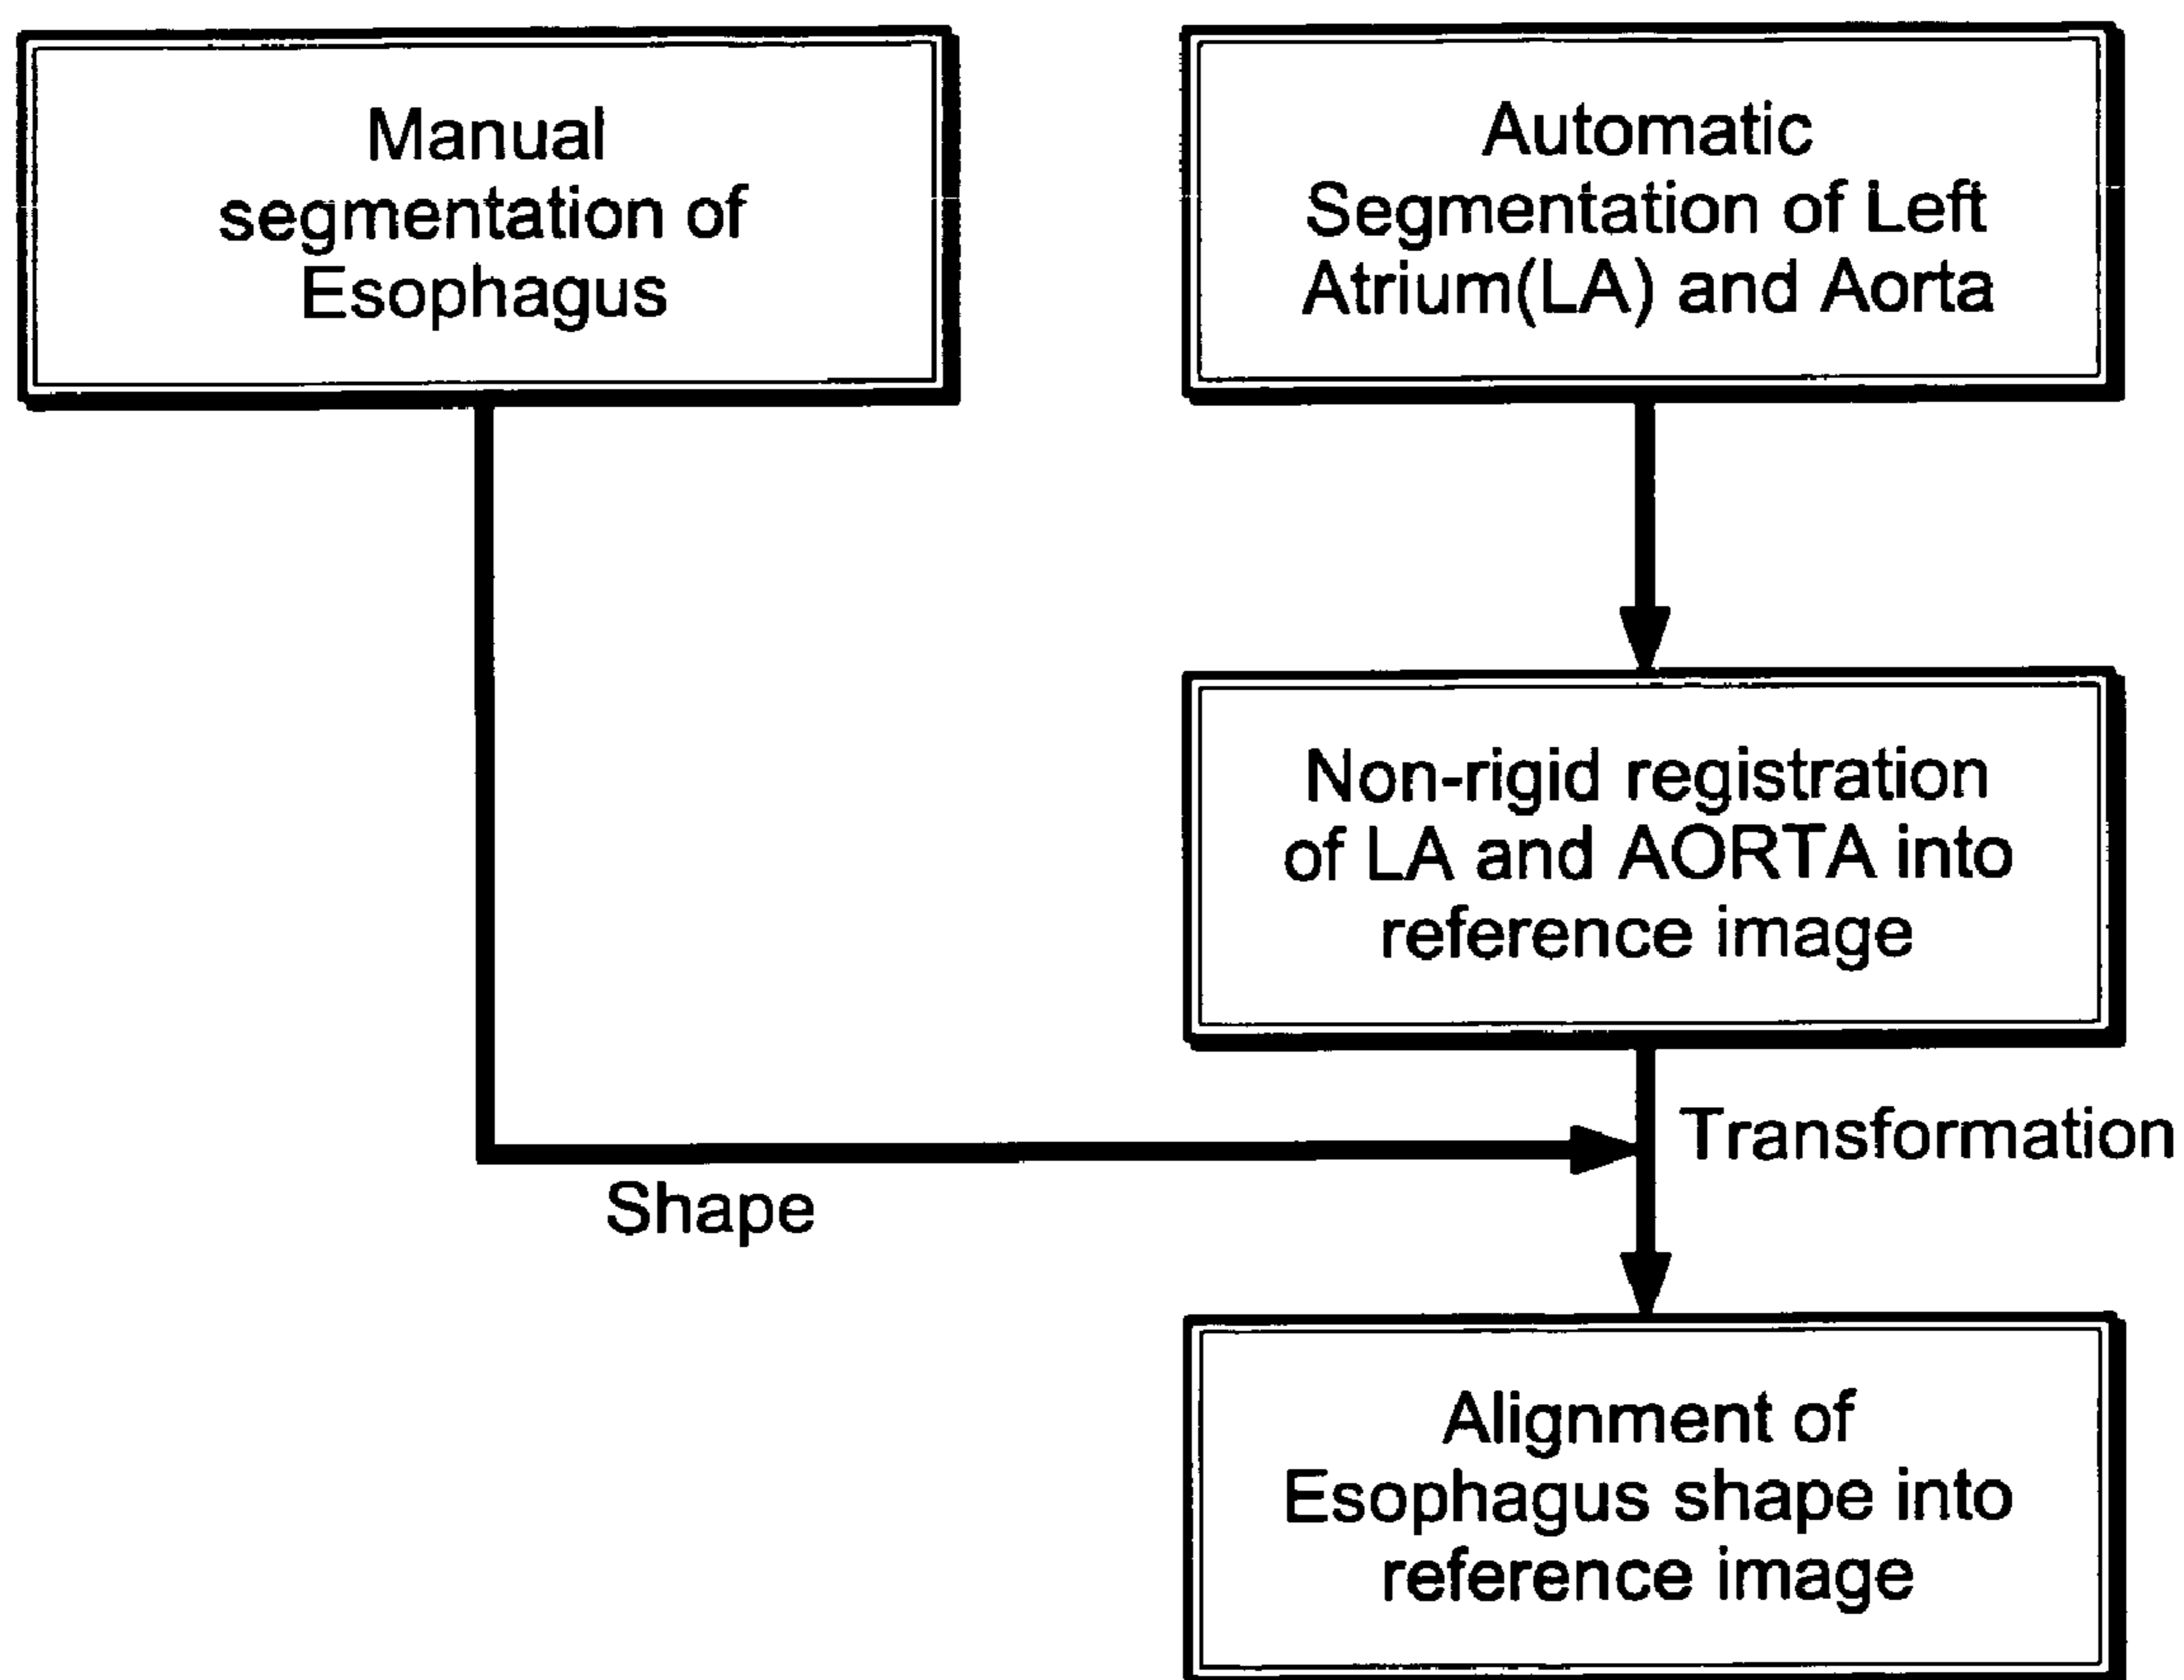 Manual
segmentation of
Esophagus
Automatic
Segmentation of Left
Atrium(LA) and Aorta
Non-rigid registration
of LA and AORTA into
reference image
Transformation
Shape
Alignment of
Esophagus shape into
reference image